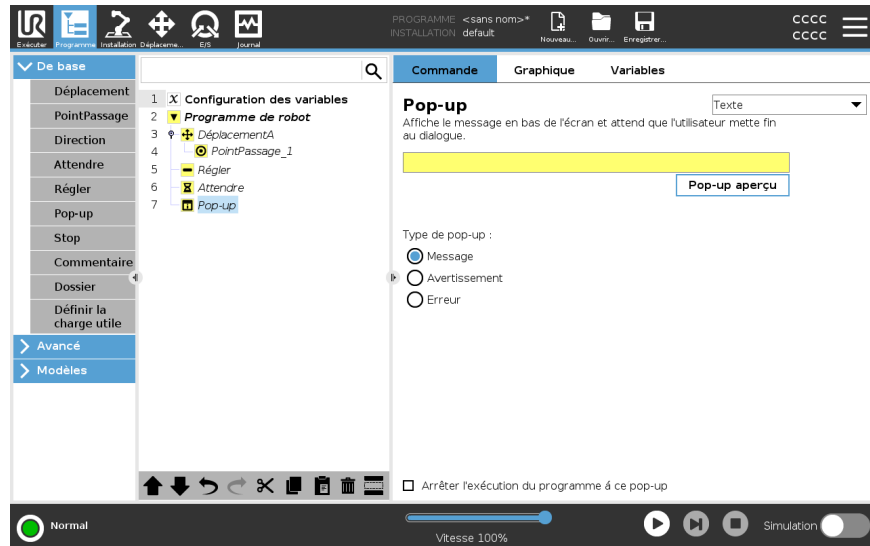 PROGRAMME <sans nom>*
INSTALLATION default
UR
Exécuter
Programme
Installation
Déplaceme...
E/S
Journal
Nouveau...
Ouvrir...
Enregistrer...
cccc
cccc
De base
Déplacement
PointPassage
Direction
Attendre
Régler
Pop-up
Stop
Commentaire
Dossier
Définir la
charge utile
Avancé
Modèles
1 X Configuration des variables
2 Programme de robot
3 DéplacementA
4 PointPassage_1
5 Régler
6 Attendre
7 Pop-up
Commande
Graphique
Variables
Pop-up
Texte
Affiche le message en bas de l'écran et attend que l'utilisateur mette fin
au dialogue.
Pop-up aperçu
Type de pop-up :
Message
Avertissement
Erreur
Arrêter l'exécution du programme á ce pop-up
Normal
Vitesse 100%
Simulation